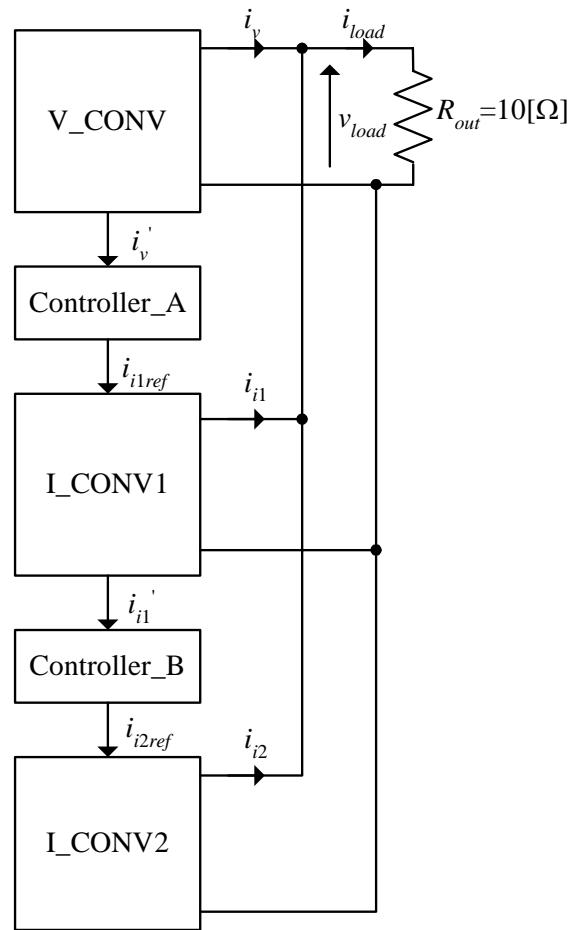 i_v
i_load
V_CONV
v_load
R_out=10[Ω]
i_v'
Controller_A
i_i1ref
i_i1
I_CONV1
i_i1'
Controller_B
i_i2ref
i_i2
I_CONV2